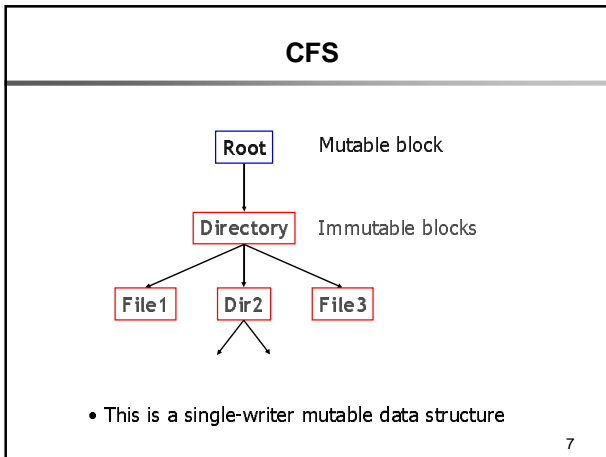 CFS
Root Mutable block
Directory Immutable blocks
File1 Dir2 File3
• This is a single-writer mutable data structure
7